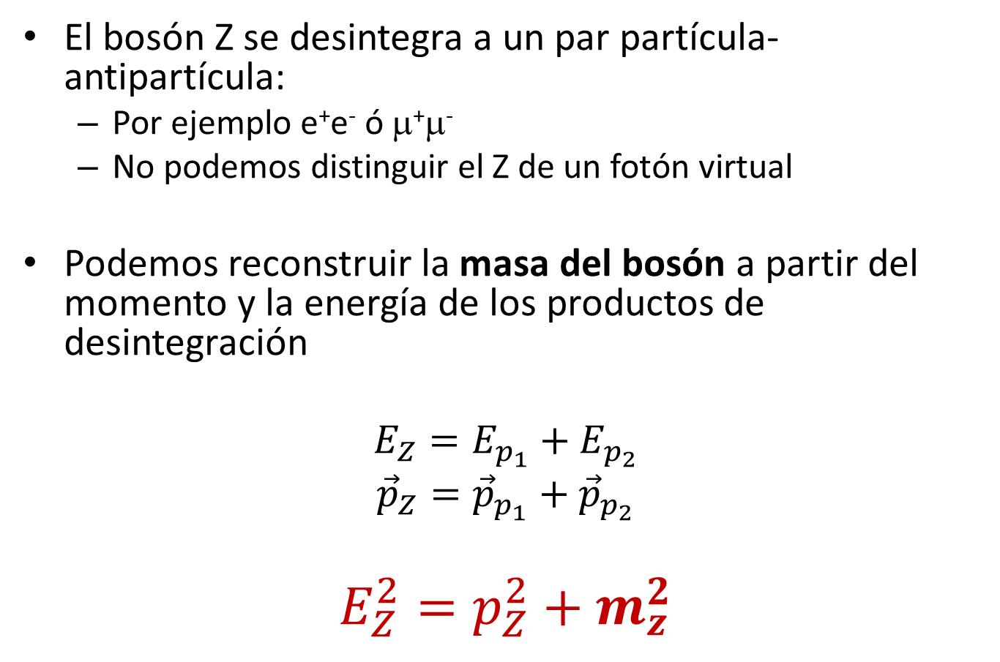 • El bosón Z se desintegra a un par partícula-
antipartícula:
– Por ejemplo e⁺e⁻ ó μ⁺μ⁻
– No podemos distinguir el Z de un fotón virtual
• Podemos reconstruir la masa del bosón a partir del
momento y la energía de los productos de
desintegración
$E_Z = E_{p_1} + E_{p_2}$
$\vec{p}_Z = \vec{p}_{p_1} + \vec{p}_{p_2}$
$E_Z^2 = p_Z^2 + m_z^2$